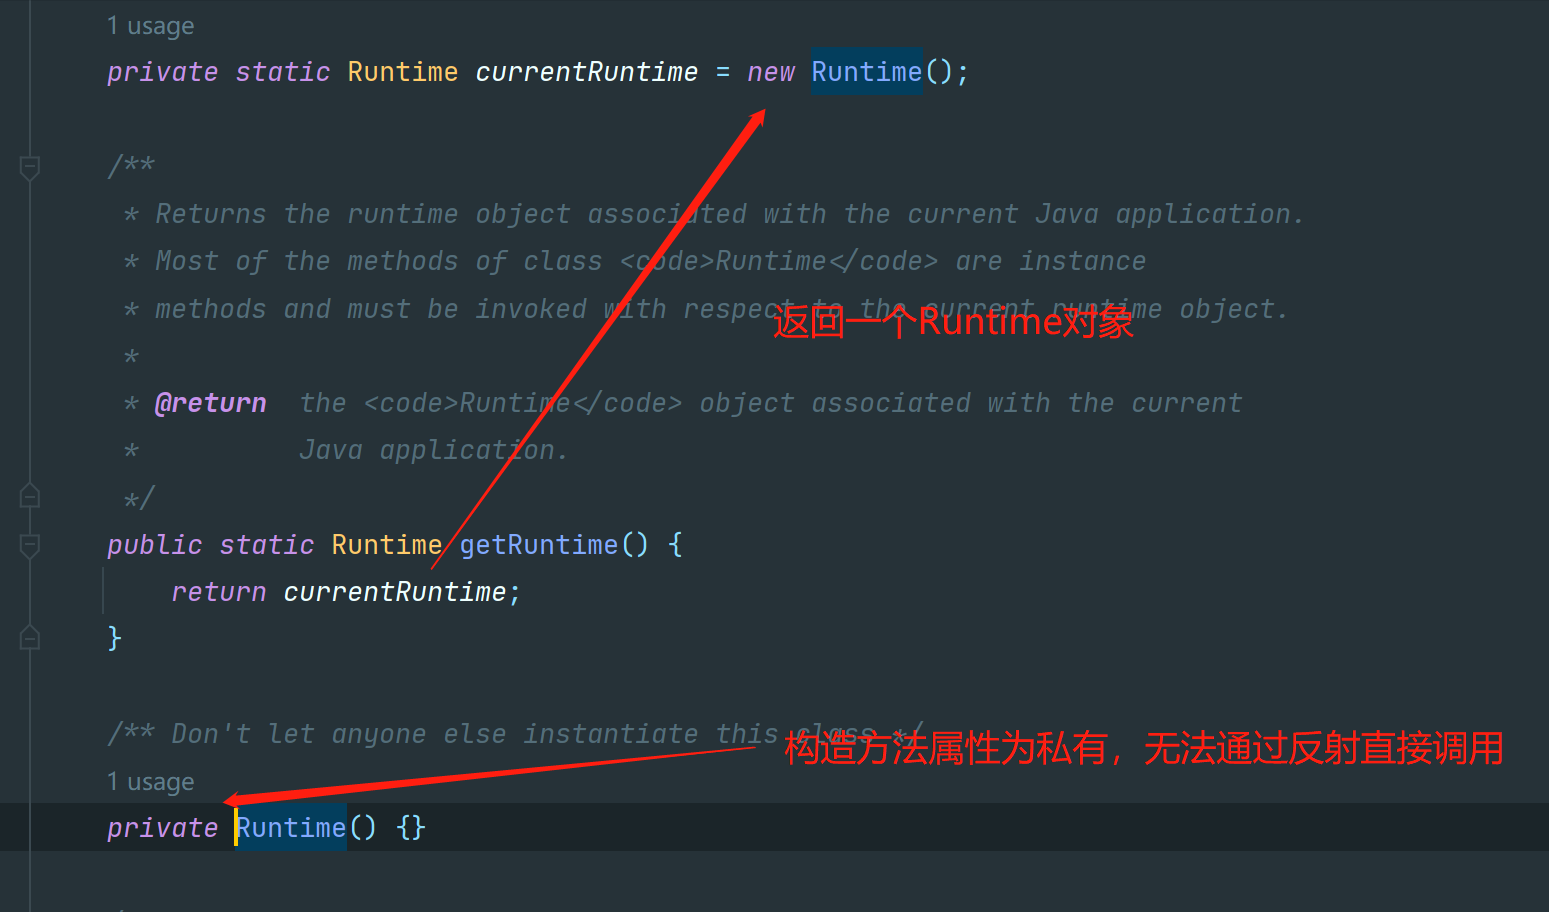 1 usage
private static Runtime currentRuntime = new Runtime();
/**
* Returns the runtime object associated with the current Java application.
* Most of the methods of class <code>Runtime</code> are instance
* methods and must be invoked with respect to the current runtime object.
返回一个Runtime对象
*
* @return the <code>Runtime</code> object associated with the current
* Java application.
*/
public static Runtime getRuntime() {
return currentRuntime;
}
/** Don't let anyone else instantiate this class */
构造方法属性为私有，无法通过反射直接调用
1 usage
private Runtime() {}